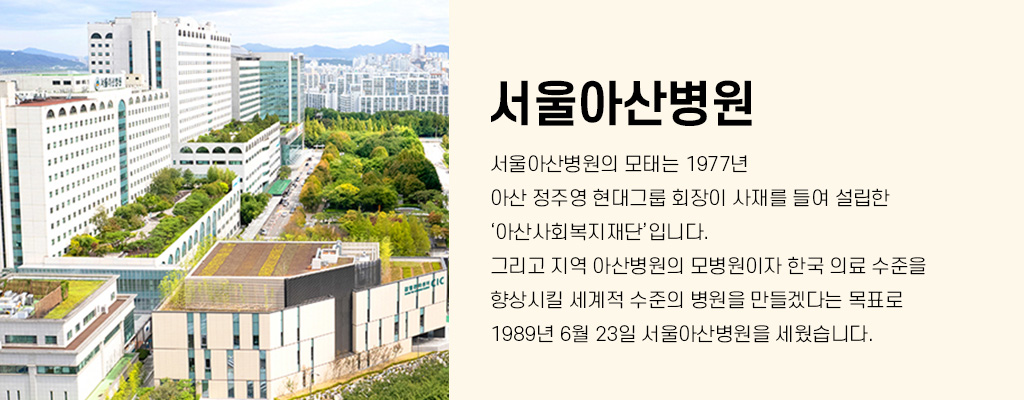 서울아산병원
서울아산병원의 모태는 1977년
아산 정주영 현대그룹 회장이 사재를 들여 설립한
‘아산사회복지재단’입니다.
그리고 지역 아산병원의 모병원이자 한국 의료 수준을
향상시킬 세계적 수준의 병원을 만들겠다는 목표로
1989년 6월 23일 서울아산병원을 세웠습니다.
CIC